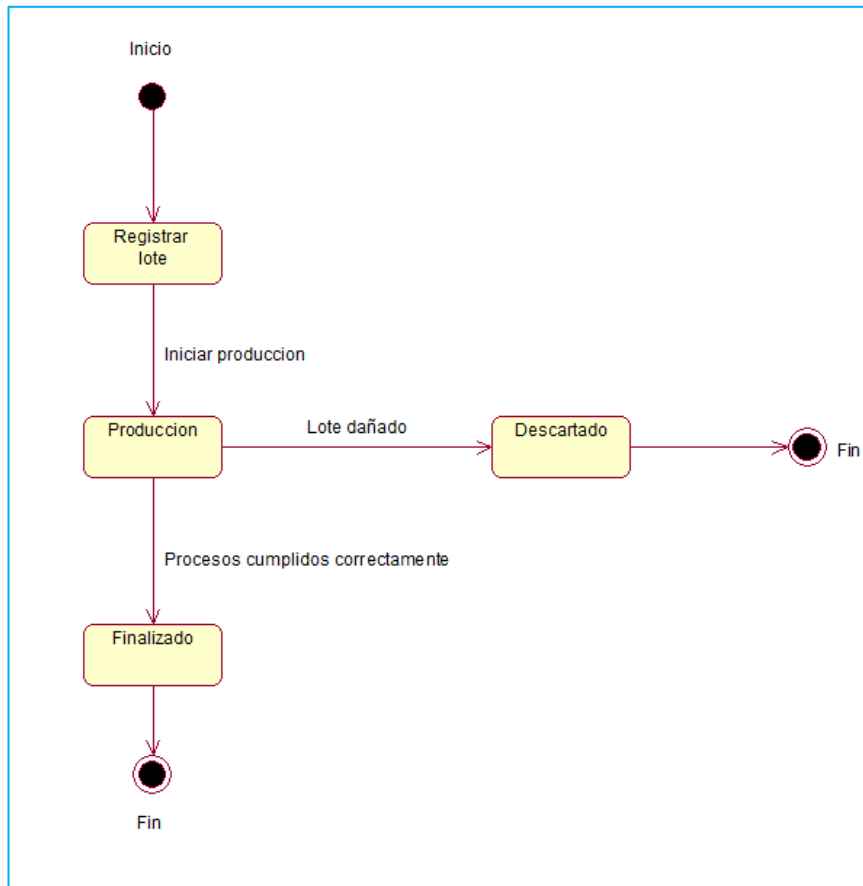 Inicio
Registrar
lote
Iniciar produccion
Produccion
Lote dañado
Descartado
Fin
Procesos cumplidos correctamente
Finalizado
Fin